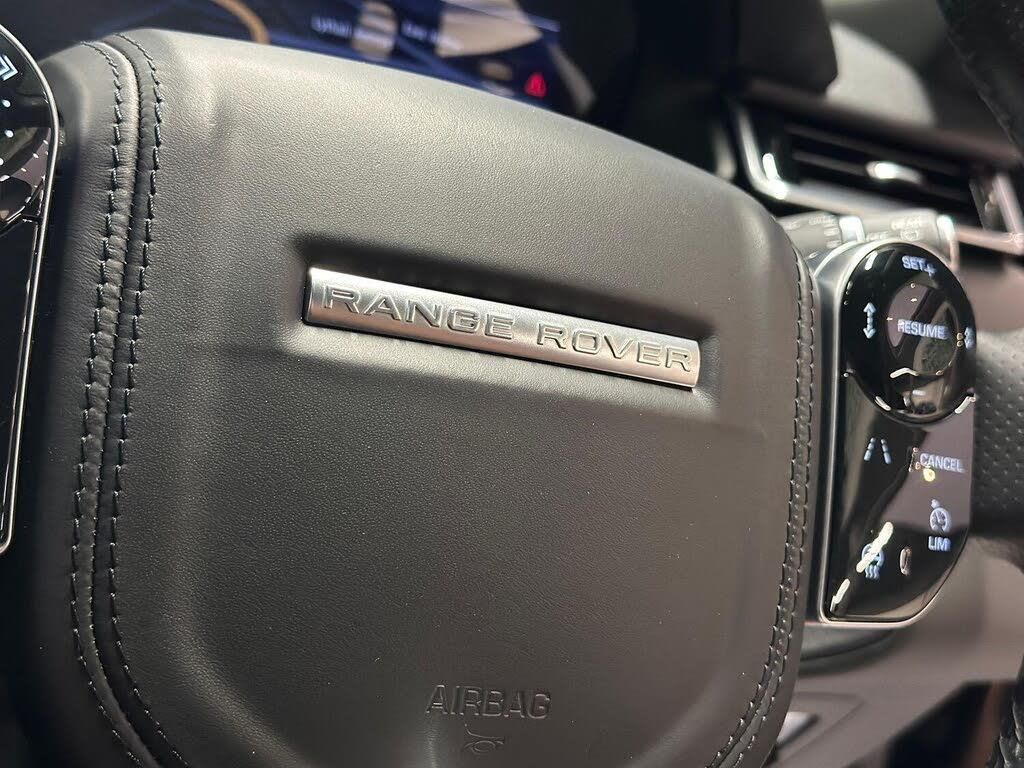 RANGE ROVER
SET+
RESUME
CANCEL
LIM
AIRBAG